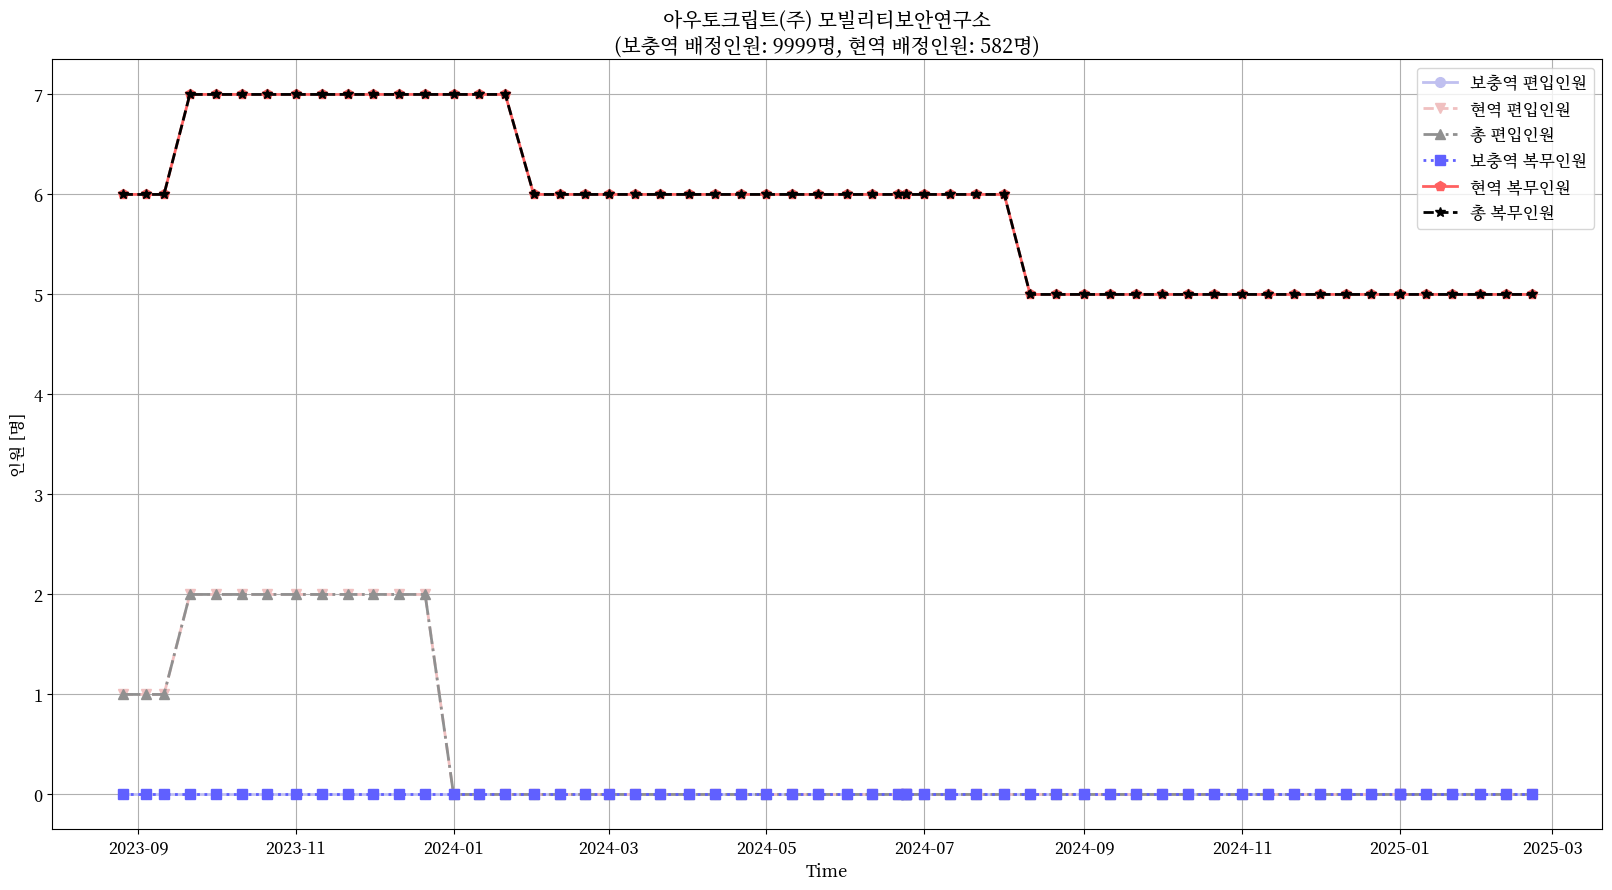 아우토크립트(주) 모빌리티보안연구소
(보충역 배정인원: 9999명, 현역 배정인원: 582명)
보충역 편입인원
현역 편입인원
총 편입인원
보충역 복무인원
현역 복무인원
총 복무인원
인원 [명]
7
6
5
4
3
2
1
0
2023-09
2023-11
2024-01
2024-03
2024-05
2024-07
2024-09
2024-11
2025-01
2025-03
Time